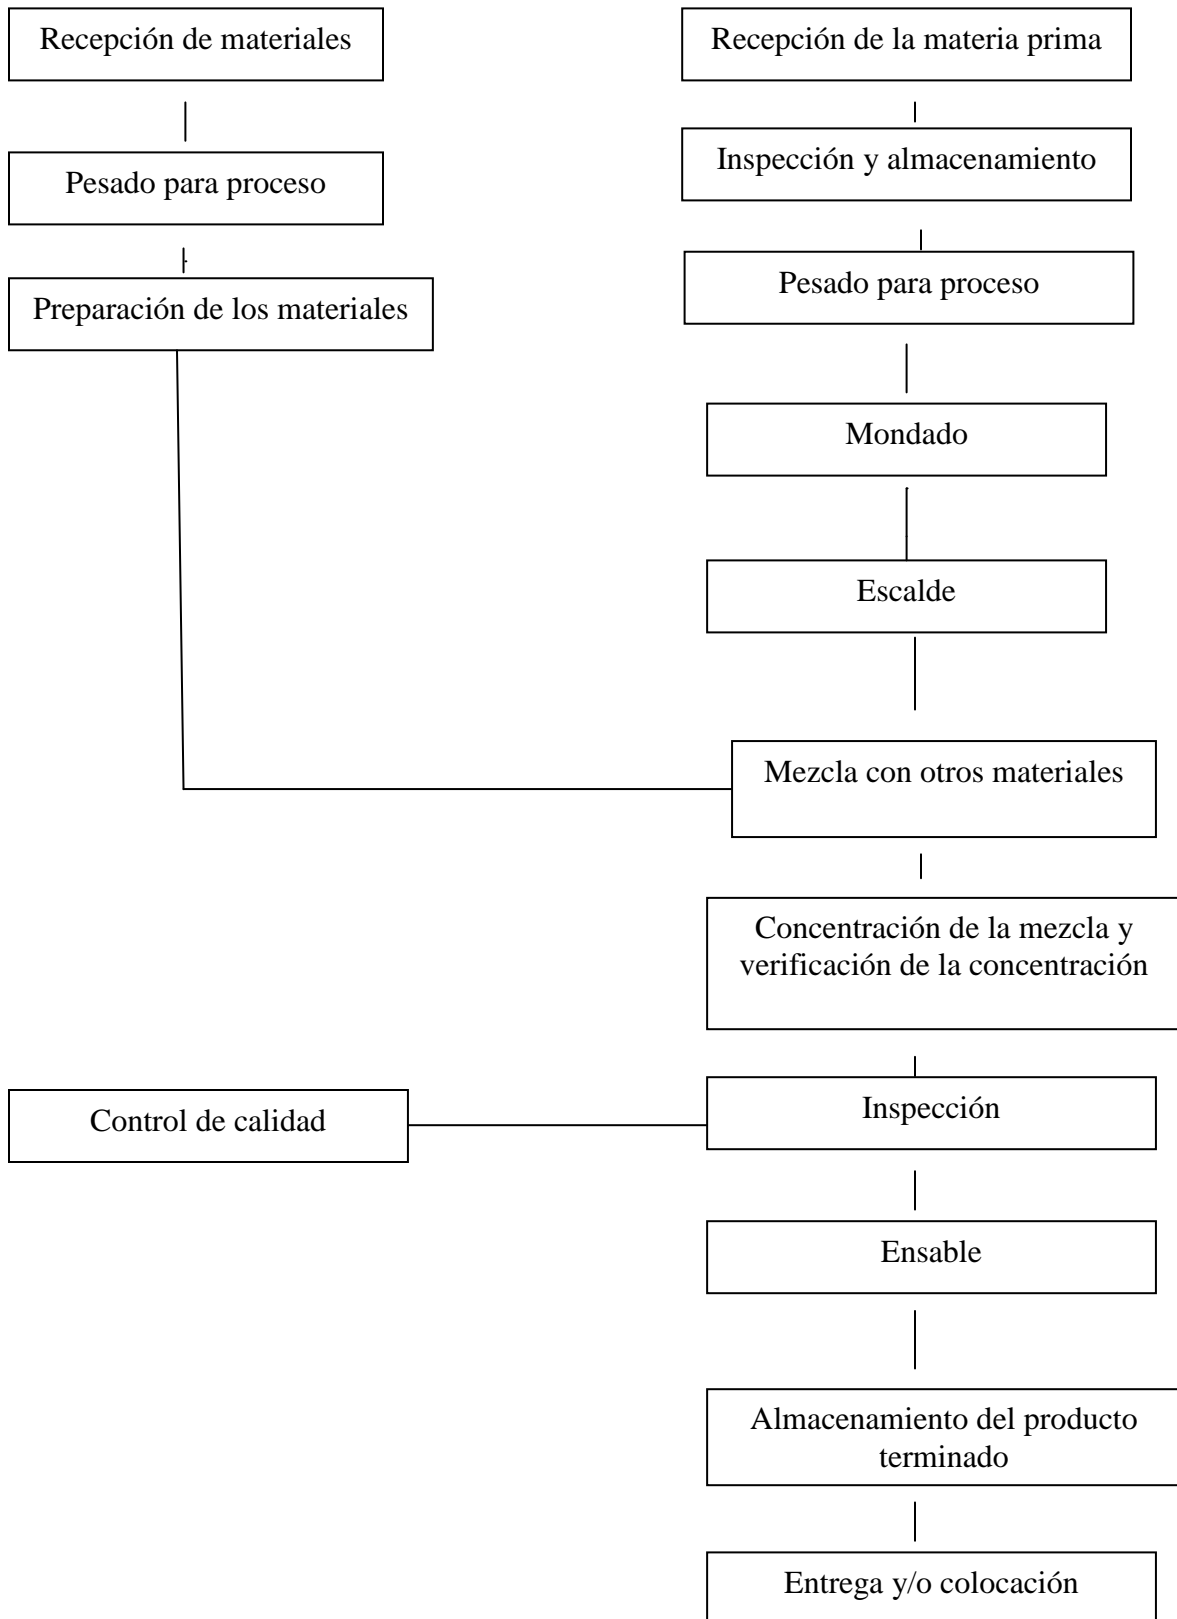 Recepción de materiales
Recepción de la materia prima
Inspección y almacenamiento
Pesado para proceso
Pesado para proceso
Preparación de los materiales
Mondado
Escalde
Mezcla con otros materiales
Concentración de la mezcla y
verificación de la concentración
Inspección
Control de calidad
Ensable
Almacenamiento del producto
terminado
Entrega y/o colocación